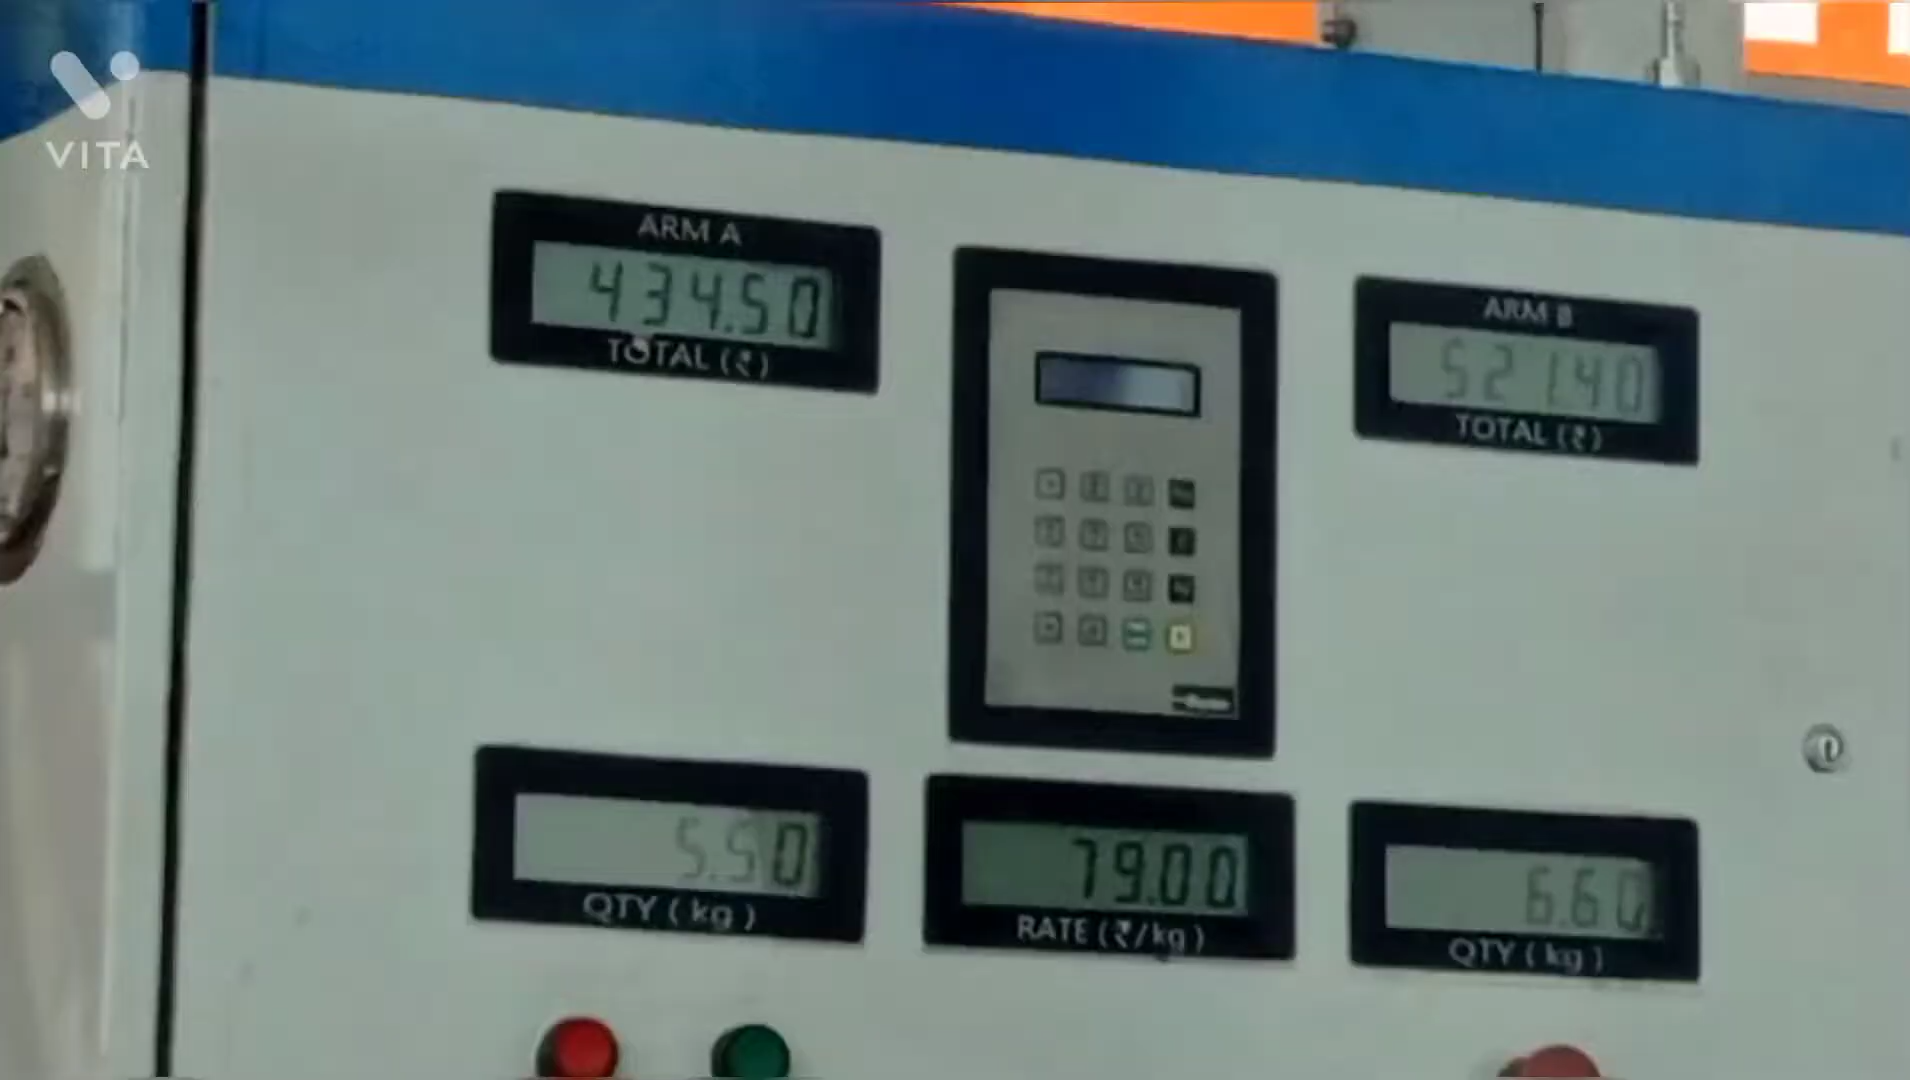 VITA
ARM A
434.50
TOTAL (₹)
ARM B
521.40
TOTAL (₹)
5.50
QTY (kg)
79.00
RATE (₹/kg)
6.60
QTY (kg)